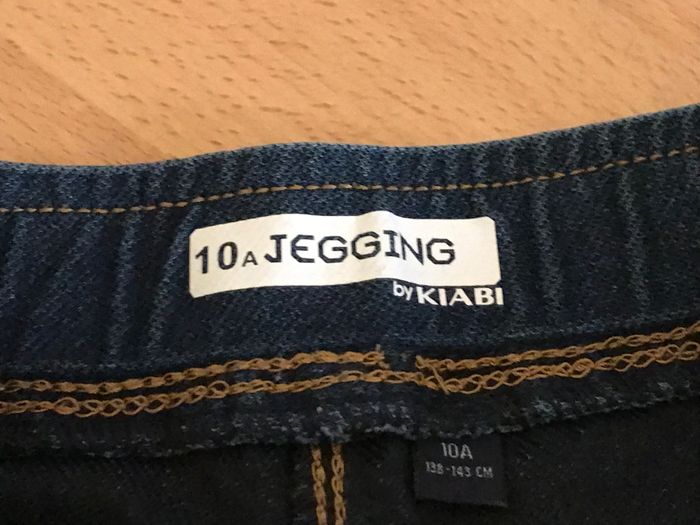 10A JEGGING
by KIABI
10A
138-143 CM